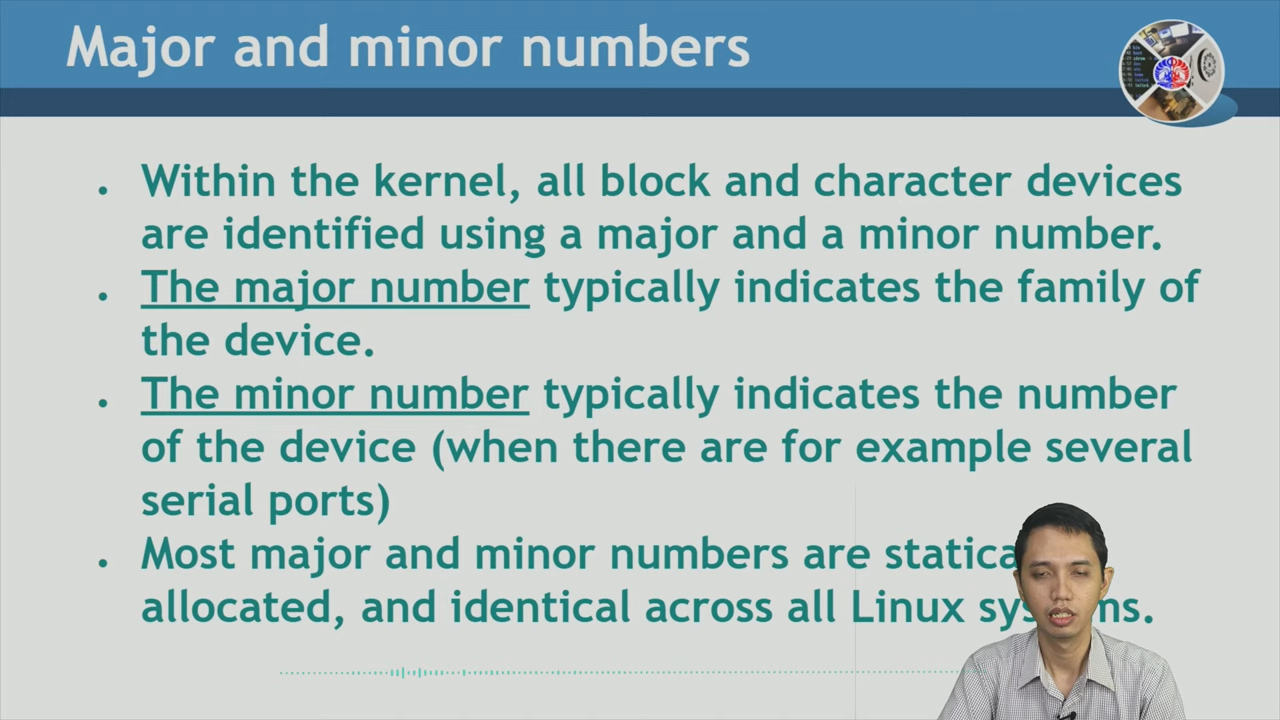 Major and minor numbers
Within the kernel, all block and character devices
are identified using a major and a minor number.
The major number typically indicates the family of
the device.
The minor number typically indicates the number
of the device (when there are for example several
serial ports)
Most major and minor numbers are
allocated, and identical across all Linux